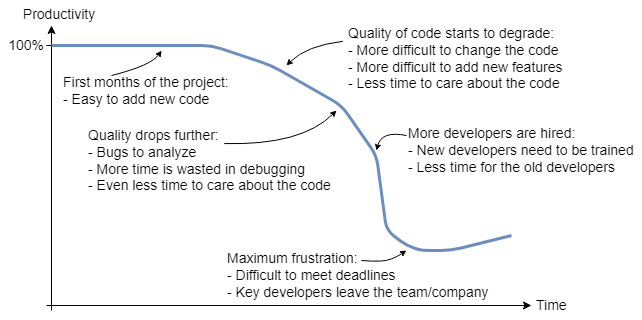 Productivity
100%
First months of the project:
- Easy to add new code
Quality of code starts to degrade:
- More difficult to change the code
- More difficult to add new features
- Less time to care about the code
Quality drops further:
- Bugs to analyze
- More time is wasted in debugging
- Even less time to care about the code
More developers are hired:
- New developers need to be trained
- Less time for the old developers
Maximum frustration:
- Difficult to meet deadlines
- Key developers leave the team/company
Time